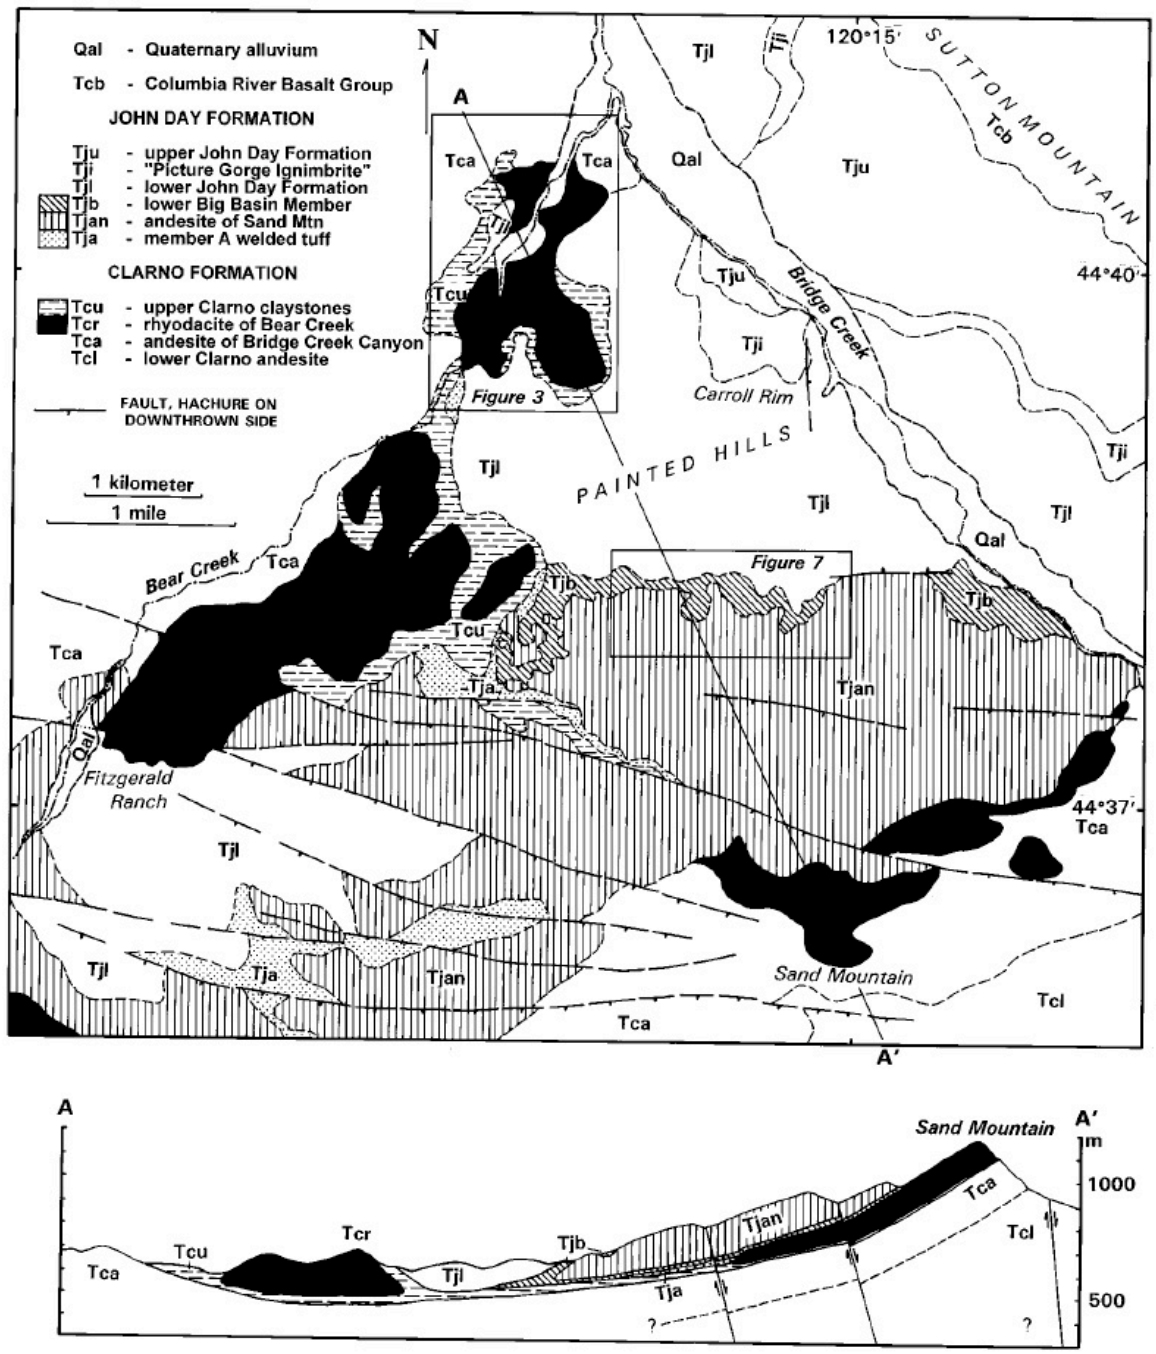 Qal - Quaternary alluvium
Tcb - Columbia River Basalt Group
JOHN DAY FORMATION
Tju - upper John Day Formation
Tji - "Picture Gorge Ignimbrite"
Tjl - lower John Day Formation
Tjb - lower Big Basin Member
Tjan - andesite of Sand Mtn
Tja - member A welded tuff
CLARNO FORMATION
Tcu - upper Clarno claystones
Tcr - rhyodacite of Bear Creek
Tca - andesite of Bridge Creek Canyon
Tcl - lower Clarno andesite
FAULT, HACHURE ON
DOWNTHROWN SIDE
1 kilometer
1 mile
N
A
120°15′
SUTTON MOUNTAIN
Tjl
Tji
Tcb
Tca
Tca
Qal
Tju
Tjl
44°40′
Tju
Bridge Creek
Tcu
Tji
Carroll Rim
Figure 3
PAINTED HILLS
Tji
Tjl
Tjl
Tjl
Qal
Bear Creek
Tca
Figure 7
Tjb
Tjb
Tcu
Tca
Tja
Tjan
Qal
Fitzgerald
Ranch
44°37′
Tca
Tjl
Tjl
Tja
Tjan
Sand Mountain
Tcl
Tca
A′
A
A′
Sand Mountain
m
1000
Tca
Tcr
Tjan
Tcl
Tcu
Tjb
Tca
Tjl
Tja
500
?
?